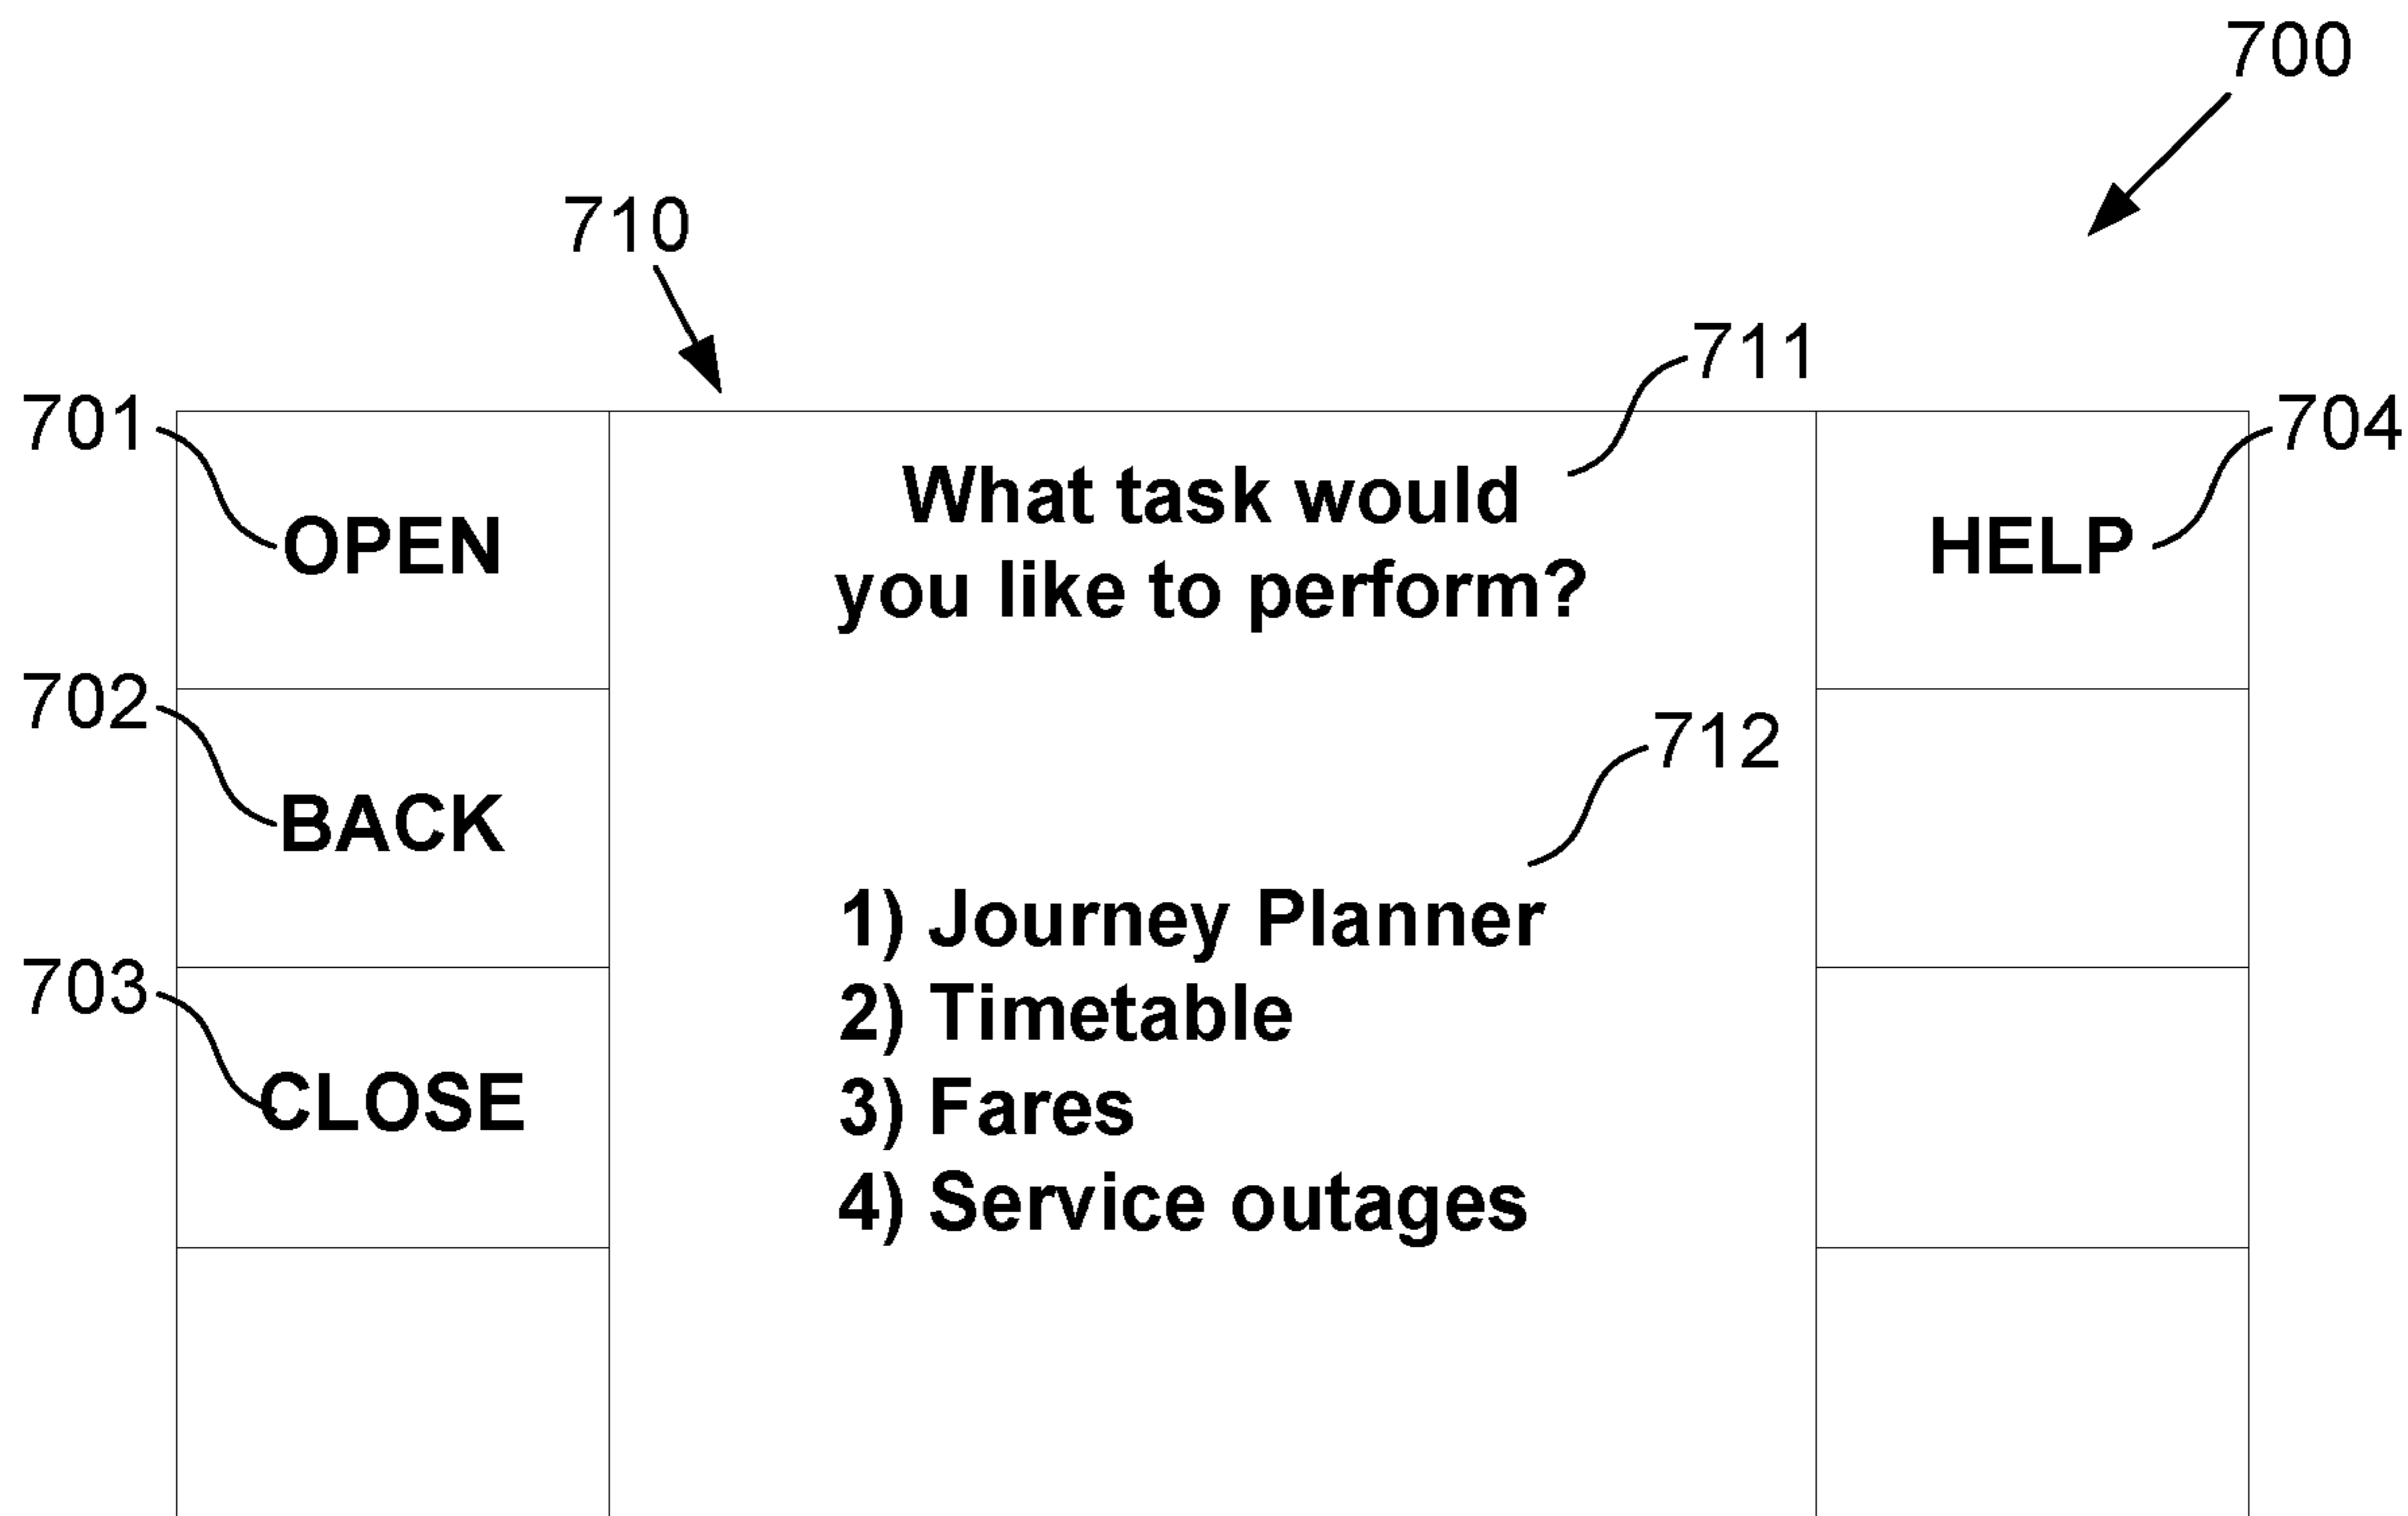 700
710
711
701
704
What task would
you like to perform?
OPEN
HELP
702
712
BACK
1) Journey Planner
2) Timetable
703
3) Fares
CLOSE
4) Service outages